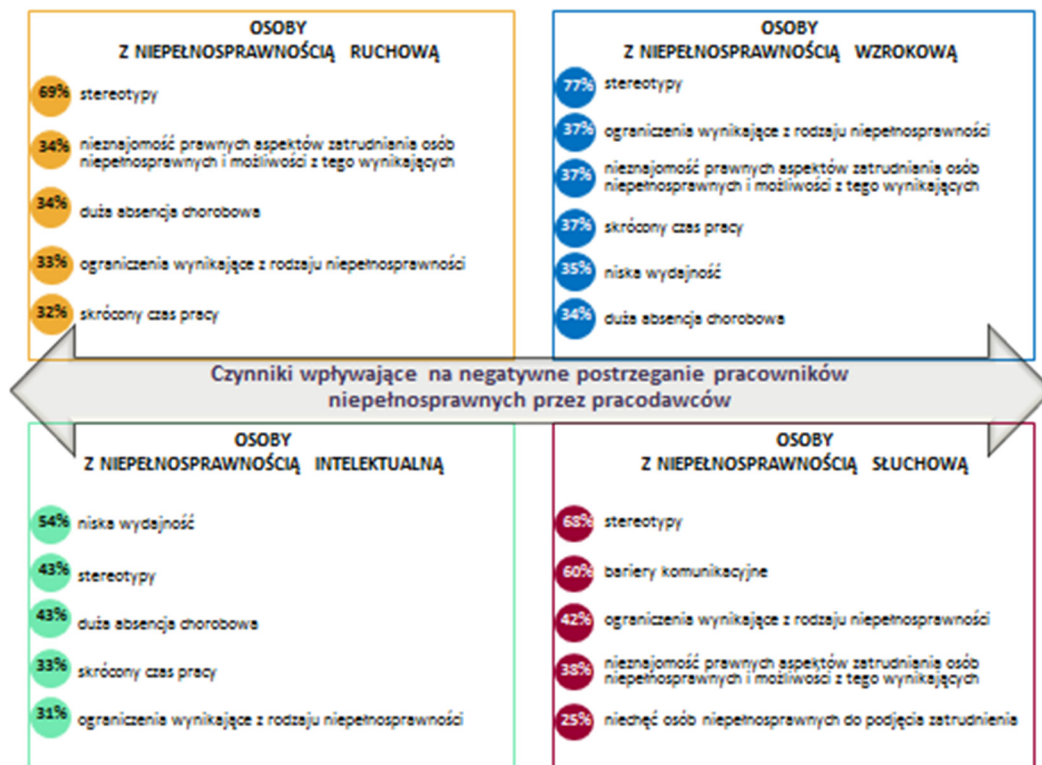 OSOBY
Z NIEPEŁNOSPRAWNOŚCIĄ RUCHOWĄ
69% stereotypy
34% nieznajomość prawnych aspektów zatrudniania osób
niepełnosprawnych i możliwości z tego wynikających
34% duża absencja chorobowa
33% ograniczenia wynikające z rodzaju niepełnosprawności
32% skrócony czas pracy
OSOBY
Z NIEPEŁNOSPRAWNOŚCIĄ WZROKOWĄ
77% stereotypy
37% ograniczenia wynikające z rodzaju niepełnosprawności
37% nieznajomość prawnych aspektów zatrudniania osób
niepełnosprawnych i możliwości z tego wynikających
37% skrócony czas pracy
35% niska wydajność
34% duża absencja chorobowa
Czynniki wpływające na negatywne postrzeganie pracowników
niepełnosprawnych przez pracodawców
OSOBY
Z NIEPEŁNOSPRAWNOŚCIĄ INTELEKTUALNĄ
54% niska wydajność
43% stereotypy
43% duża absencja chorobowa
33% skrócony czas pracy
31% ograniczenia wynikające z rodzaju niepełnosprawności
OSOBY
Z NIEPEŁNOSPRAWNOŚCIĄ SŁUCHOWĄ
68% stereotypy
60% bariery komunikacyjne
42% ograniczenia wynikające z rodzaju niepełnosprawności
38% nieznajomość prawnych aspektów zatrudniania osób
niepełnosprawnych i możliwości z tego wynikających
25% niechęć osób niepełnosprawnych do podjęcia zatrudnienia